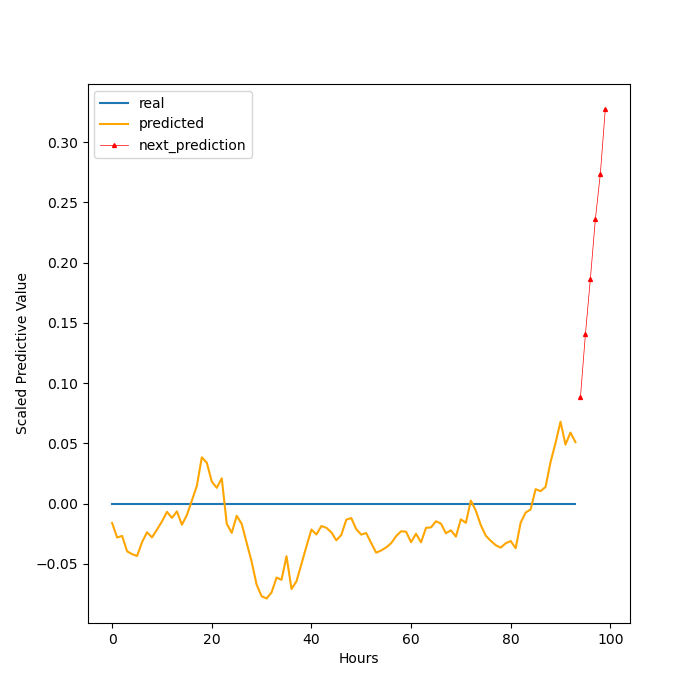 real
predicted
next_prediction
0.30
0.25
0.20
0.15
0.10
0.05
0.00
−0.05
Scaled Predictive Value
0 20 40 60 80 100
Hours